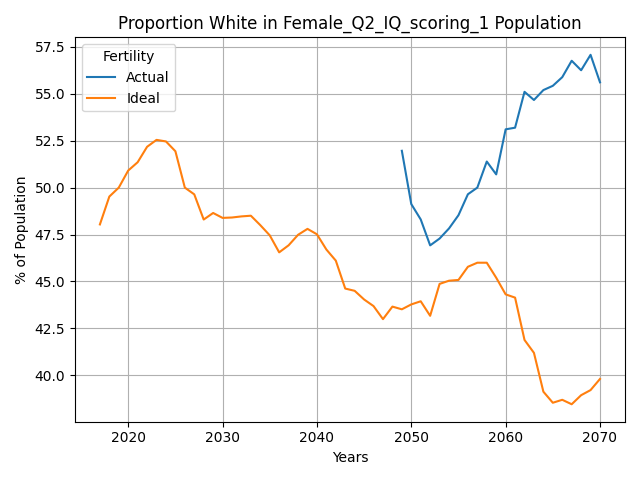 Proportion White in Female_Q2_IQ_scoring_1 Population
Fertility
Actual
Ideal
% of Population
57.5
55.0
52.5
50.0
47.5
45.0
42.5
40.0
2020 2030 2040 2050 2060 2070
Years